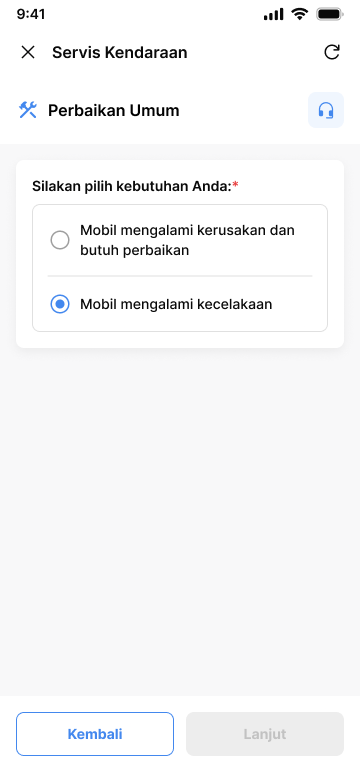 9:41
Servis Kendaraan
Perbaikan Umum
Silakan pilih kebutuhan Anda:*
Mobil mengalami kerusakan dan
butuh perbaikan
Mobil mengalami kecelakaan
Kembali
Lanjut